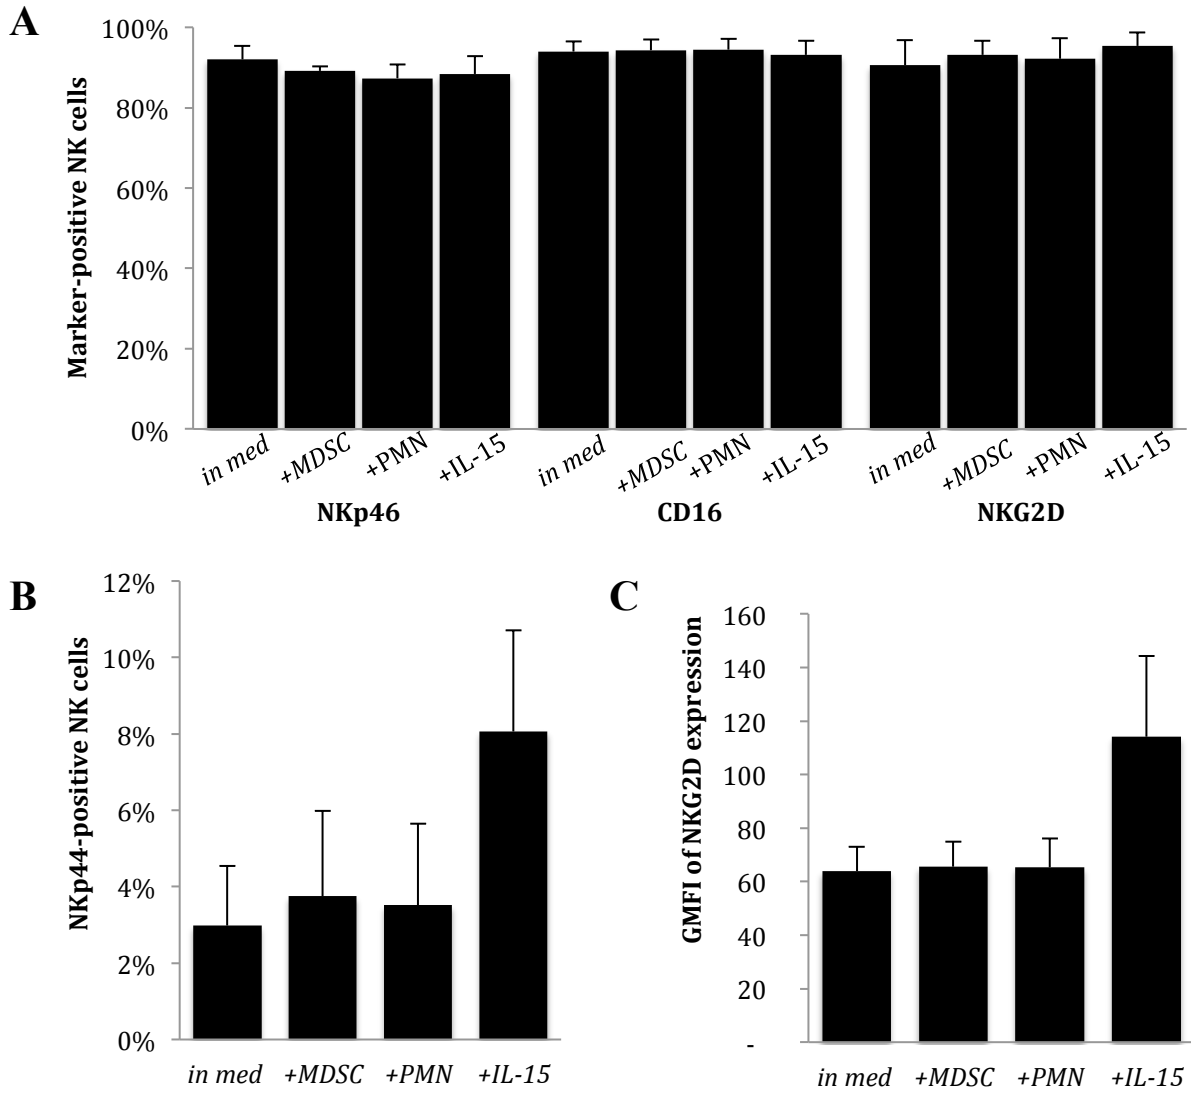 A
Marker-positive NK cells
100%
80%
60%
40%
20%
0%
in med +MDSC +PMN +IL-15 in med +MDSC +PMN +IL-15 in med +MDSC +PMN +IL-15
NKp46 CD16 NKG2D
B
NKp44-positive NK cells
12%
10%
8%
6%
4%
2%
0%
in med +MDSC +PMN +IL-15
C
GMFI of NKG2D expression
160
140
120
100
80
60
40
20
-
in med +MDSC +PMN +IL-15